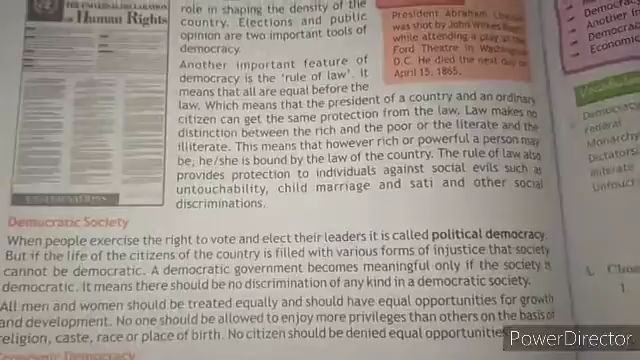 THE UNIVERSAL DECLARATION
OF Human Rights
role in shaping the density of the
country. Elections and public
opinion are two important tools of
democracy.
Another important feature of
democracy is the 'rule of law'. It
means that all are equal before the
law. Which means that the president of a country and an ordinary
citizen can get the same protection from the law. Law makes no
distinction between the rich and the poor or the literate and the
illiterate. This means that however rich or powerful a person may
be, he/she is bound by the law of the country. The rule of law also
provides protection to individuals against social evils such as
untouchability, child marriage and sati and other social
discriminations.
President Abraham
was shot by John Wilkes
while attending a play at the
Ford Theatre in Washington
D.C. He died the next day on
April 15, 1865.
UNITED NATIONS
Democratic Society
When people exercise the right to vote and elect their leaders it is called political democracy.
But if the life of the citizens of the country is filled with various forms of injustice that society
cannot be democratic. A democratic government becomes meaningful only if the society is
democratic. It means there should be no discrimination of any kind in a democratic society.
All men and women should be treated equally and should have equal opportunities for growth
and development. No one should be allowed to enjoy more privileges than others on the basis of
religion, caste, race or place of birth. No citizen should be denied equal opportunities
Economic Democracy
Democracy
Another
Democrat
Economic
Vocabula
Democracy
Federal
Monarchy
Dictators
Illiterate
Untouch
A. Choo
1.
PowerDirector